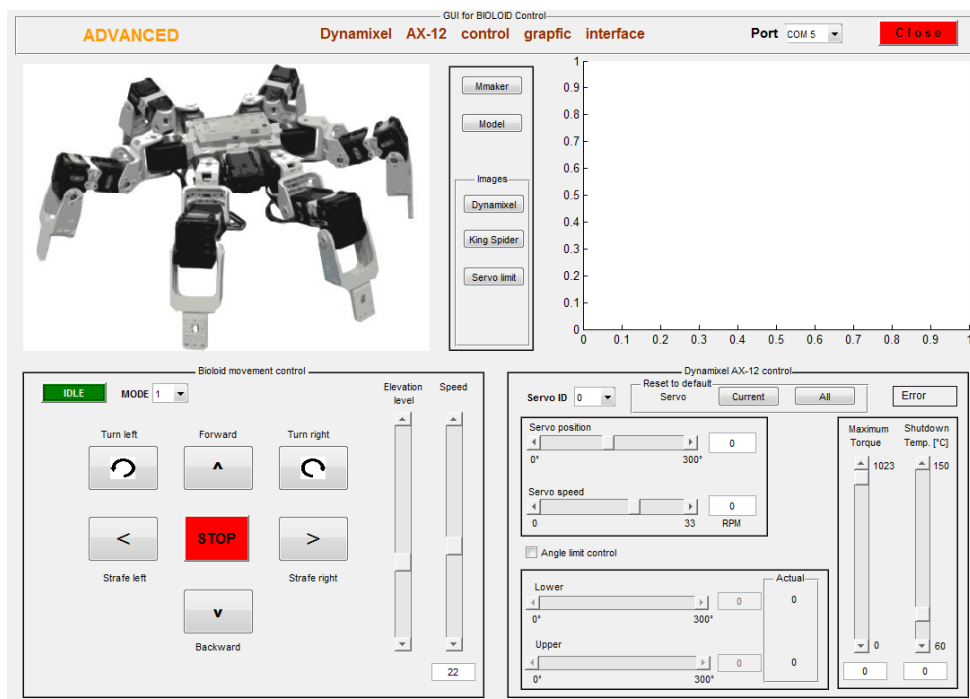 GUI for BIOLOID Control
ADVANCED
Dynamixel AX-12 control grapfic interface
Port COM 5
Close
Mmaker
Model
Images
Dynamixel
King Spider
Servo limit
1
0.9
0.8
0.7
0.6
0.5
0.4
0.3
0.2
0.1
0
0 0.1 0.2 0.3 0.4 0.5 0.6 0.7 0.8 0.9 1
Bioloid movement control
IDLE
MODE 1
Elevation level
Speed
Turn left
Forward
Turn right
^
<
STOP
>
Strafe left
Strafe right
v
Backward
22
Dynamixel AX-12 control
Servo ID 0
Reset to default
Servo
Current
All
Error
Servo position
0
0° 300°
Servo speed
0
0 33 RPM
Angle limit control
Lower
0
0° 300°
Upper
0
0° 300°
Actual
0
0
Maximum Torque
1023
0
0
Shutdown Temp. [°C]
150
60
0